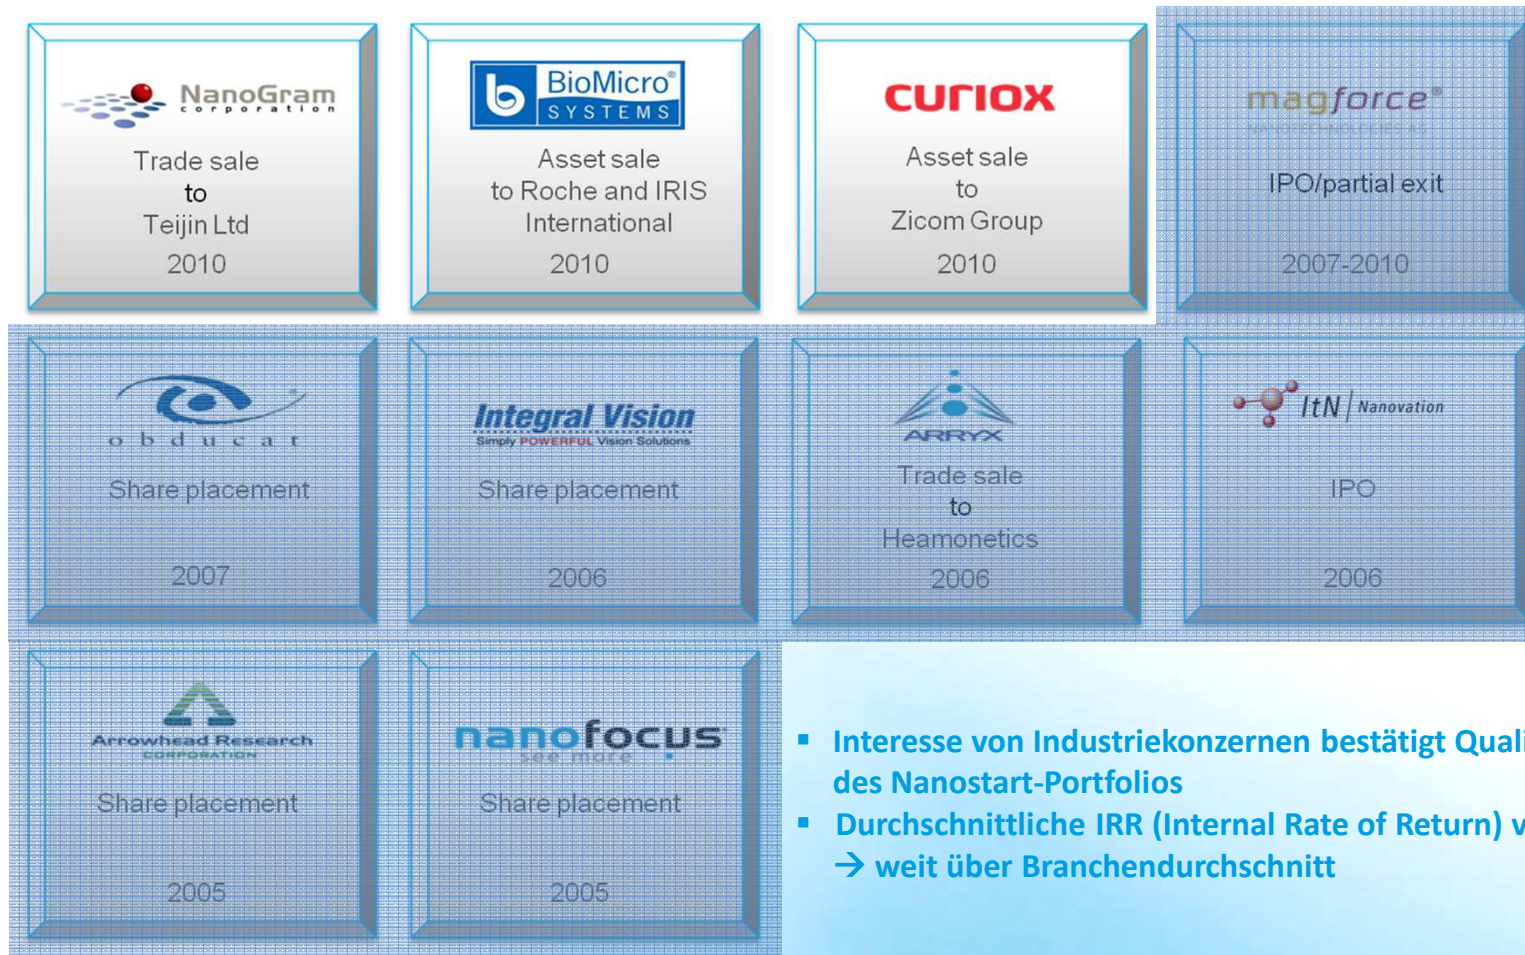 NanoGram
corporation
Trade sale
to
Teijin Ltd
2010
b BioMicro®
SYSTEMS
Asset sale
to Roche and IRIS
International
2010
curiox
Asset sale
to
Zicom Group
2010
magforce®
NANOTECHNOLOGIES AG
IPO/partial exit
2007-2010
obducat
Share placement
2007
Integral Vision
Simply POWERFUL Vision Solutions
Share placement
2006
ARRYX
Trade sale
to
Heamonetics
2006
ItN Nanovation
IPO
2006
Arrowhead Research
CORPORATION
Share placement
2005
nanofocus
see more
Share placement
2005
▪ Interesse von Industriekonzernen bestätigt Quali
des Nanostart-Portfolios
▪ Durchschnittliche IRR (Internal Rate of Return) v
→ weit über Branchendurchschnitt